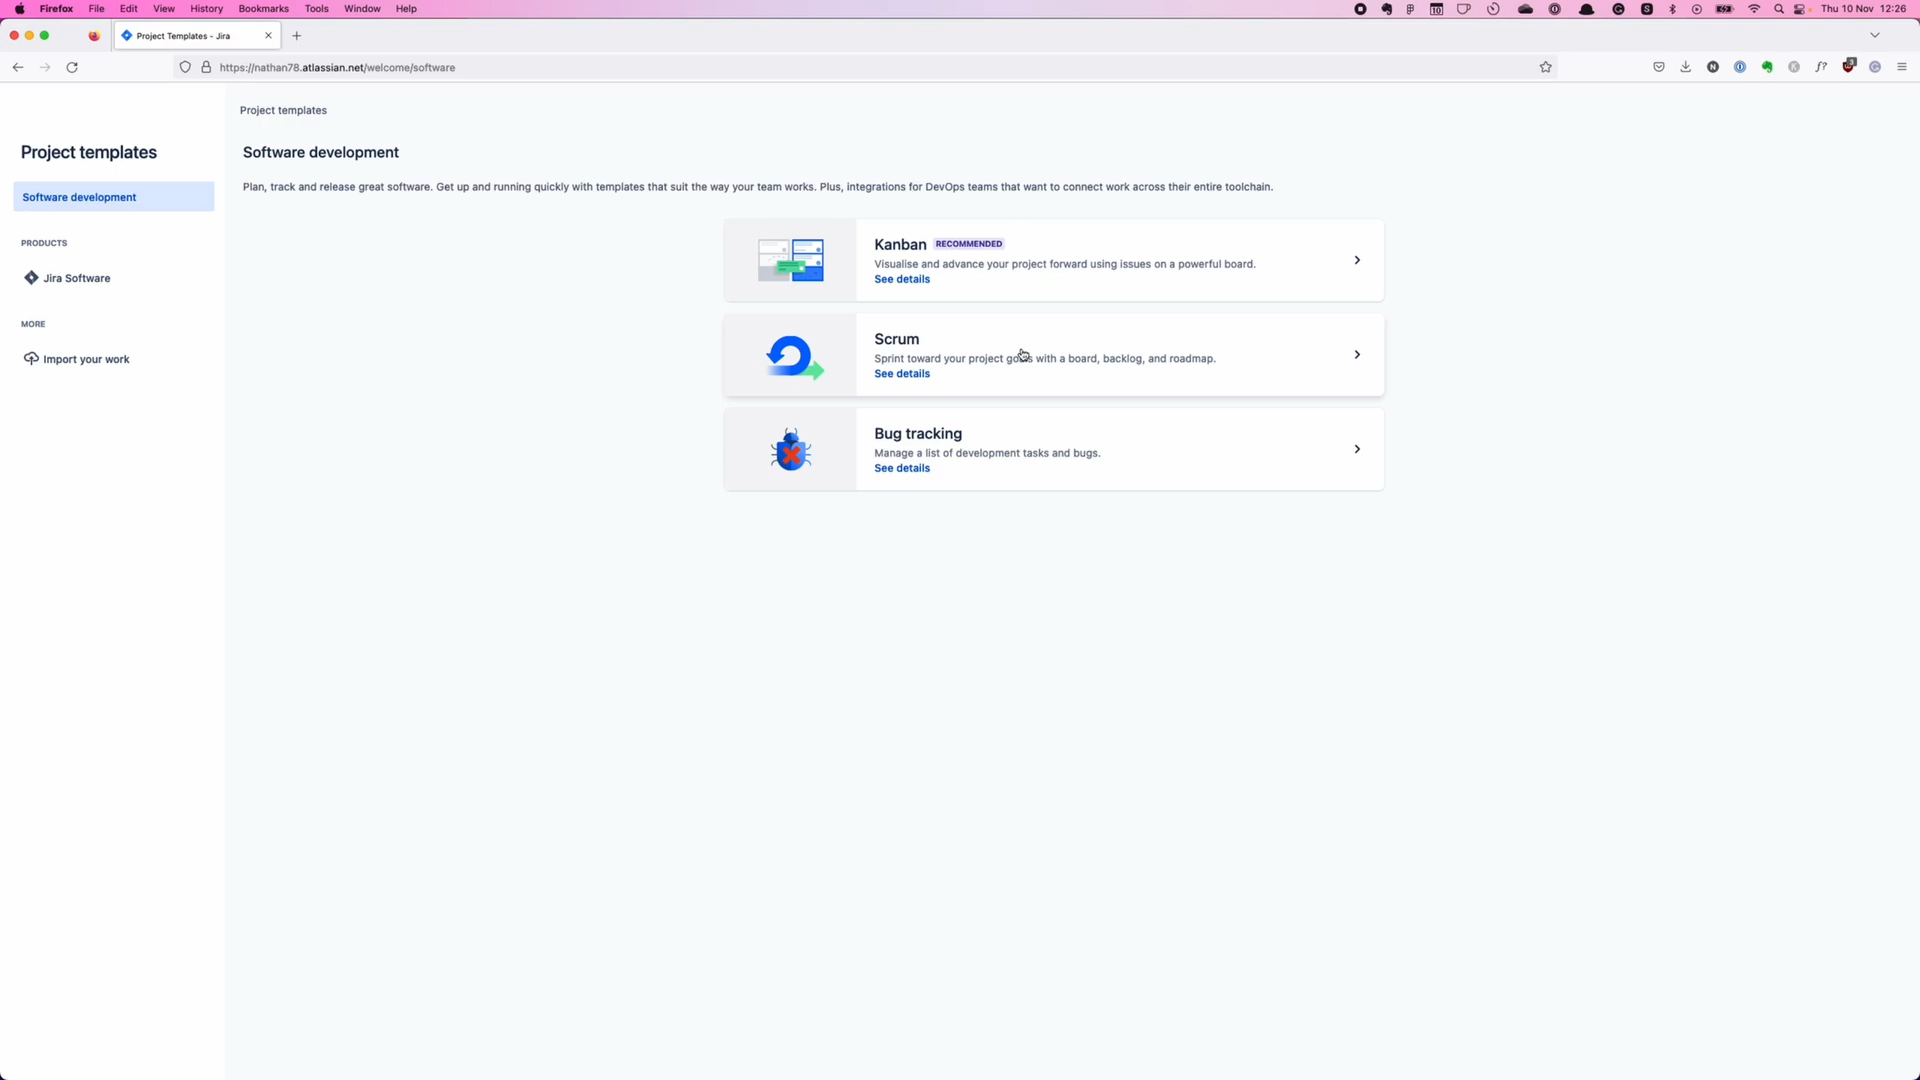 Firefox File Edit View History Bookmarks Tools Window Help Thu 10 Nov 12:26
Project Templates - Jira
https://nathan78.atlassian.net/welcome/software
Project templates
Project templates
Software development
PRODUCTS
Jira Software
MORE
Import your work
Software development
Plan, track and release great software. Get up and running quickly with templates that suit the way your team works. Plus, integrations for DevOps teams that want to connect work across their entire toolchain.
Kanban RECOMMENDED
Visualise and advance your project forward using issues on a powerful board.
See details
Scrum
Sprint toward your project goals with a board, backlog, and roadmap.
See details
Bug tracking
Manage a list of development tasks and bugs.
See details